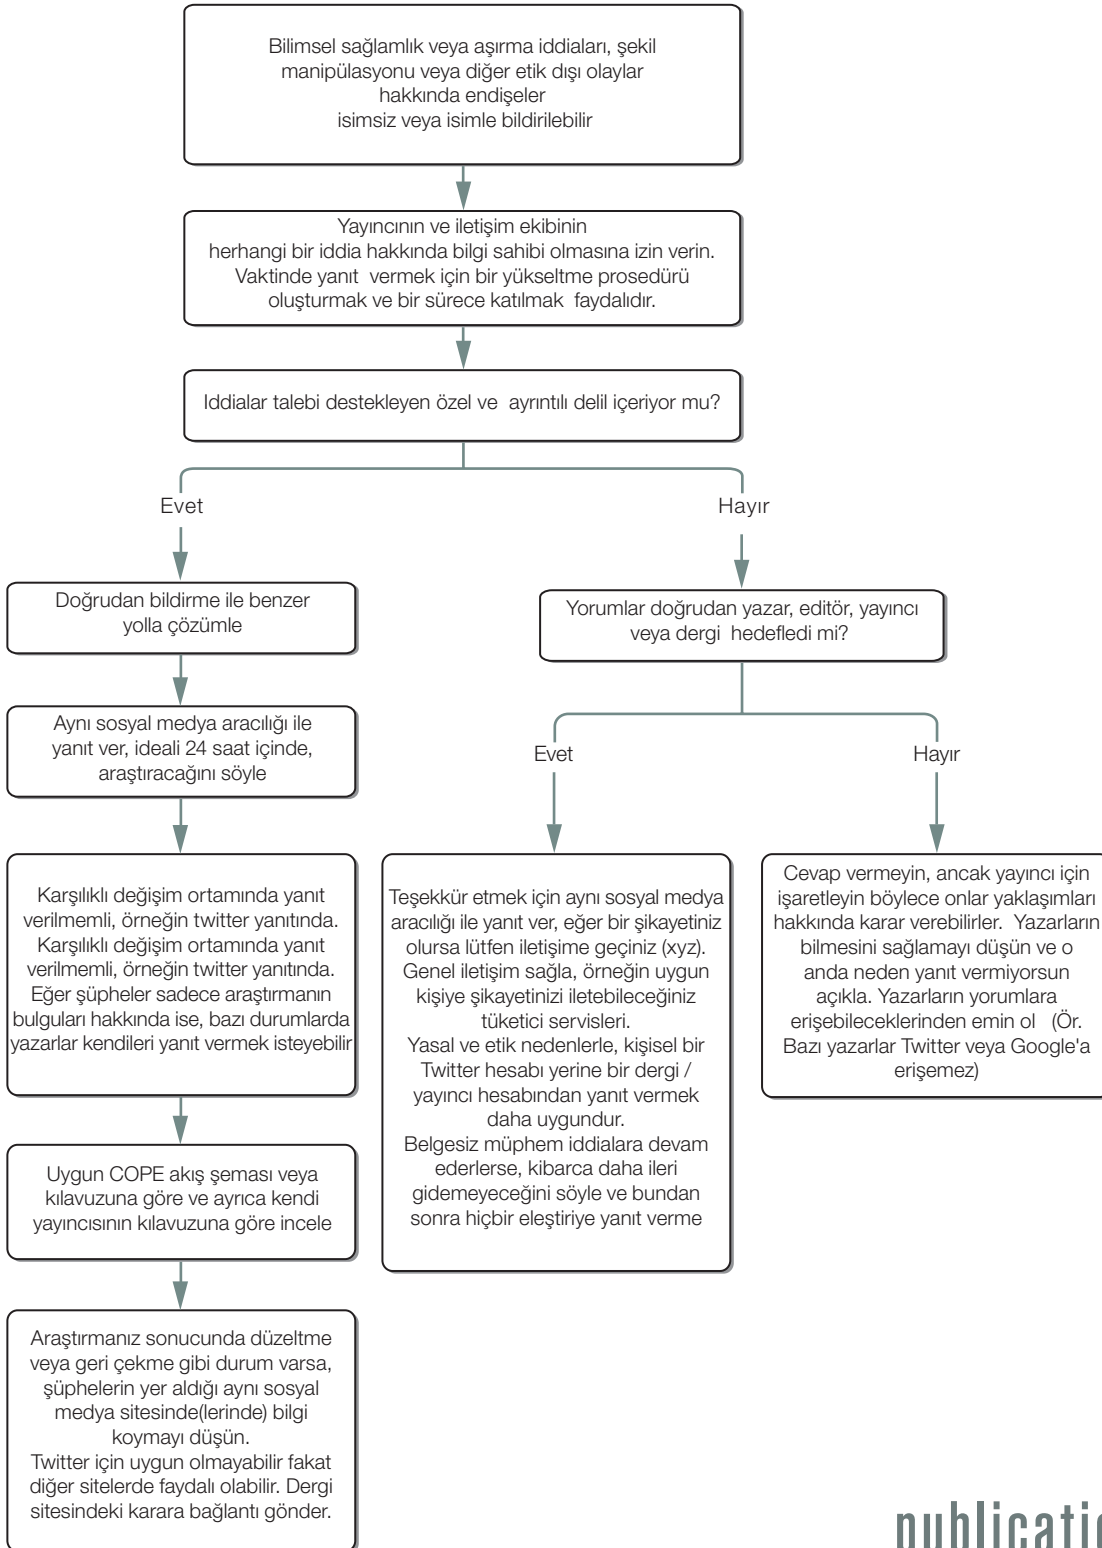 Bilimsel sağlamlık veya aşırma iddiaları, şekil
manipülasyonu veya diğer etik dışı olaylar
hakkında endişeler
isimsiz veya isimle bildirilebilir
Yayıncının ve iletişim ekibinin
herhangi bir iddia hakkında bilgi sahibi olmasına izin verin.
Vaktinde yanıt vermek için bir yükseltme prosedürü
oluşturmak ve bir sürece katılmak faydalıdır.
Iddialar talebi destekleyen özel ve ayrıntılı delil içeriyor mu?
Evet
Hayır
Doğrudan bildirme ile benzer
yolla çözümle
Aynı sosyal medya aracılığı ile
yanıt ver, ideali 24 saat içinde,
araştıracağını söyle
Karşılıklı değişim ortamında yanıt
verilmemli, örneğin twitter yanıtında.
Karşılıklı değişim ortamında yanıt
verilmemli, örneğin twitter yanıtında.
Eğer şüpheler sadece araştırmanın
bulguları hakkında ise, bazı durumlarda
yazarlar kendileri yanıt vermek isteyebilir
Uygun COPE akış şeması veya
kılavuzuna göre ve ayrıca kendi
yayıncısının kılavuzuna göre incele
Araştırmanız sonucunda düzeltme
veya geri çekme gibi durum varsa,
şüphelerin yer aldığı aynı sosyal
medya sitesinde(lerinde) bilgi
koymayı düşün.
Twitter için uygun olmayabilir fakat
diğer sitelerde faydalı olabilir. Dergi
sitesindeki karara bağlantı gönder.
Yorumlar doğrudan yazar, editör, yayıncı
veya dergi hedefledi mi?
Evet
Hayır
Teşekkür etmek için aynı sosyal medya
aracılığı ile yanıt ver, eğer bir şikayetiniz
olursa lütfen iletişime geçiniz (xyz).
Genel iletişim sağla, örneğin uygun
kişiye şikayetinizi iletebileceğiniz
tüketici servisleri.
Yasal ve etik nedenlerle, kişisel bir
Twitter hesabı yerine bir dergi /
yayıncı hesabından yanıt vermek
daha uygundur.
Belgesiz müphem iddialara devam
ederlerse, kibarca daha ileri
gidemeyeceğini söyle ve bundan
sonra hiçbir eleştiriye yanıt verme
Cevap vermeyin, ancak yayıncı için
işaretleyin böylece onlar yaklaşımları
hakkında karar verebilirler. Yazarların
bilmesini sağlamayı düşün ve o
anda neden yanıt vermiyorsun
açıkla. Yazarların yorumlara
erişebileceklerinden emin ol (Ör.
Bazı yazarlar Twitter veya Google'a
erişemez)